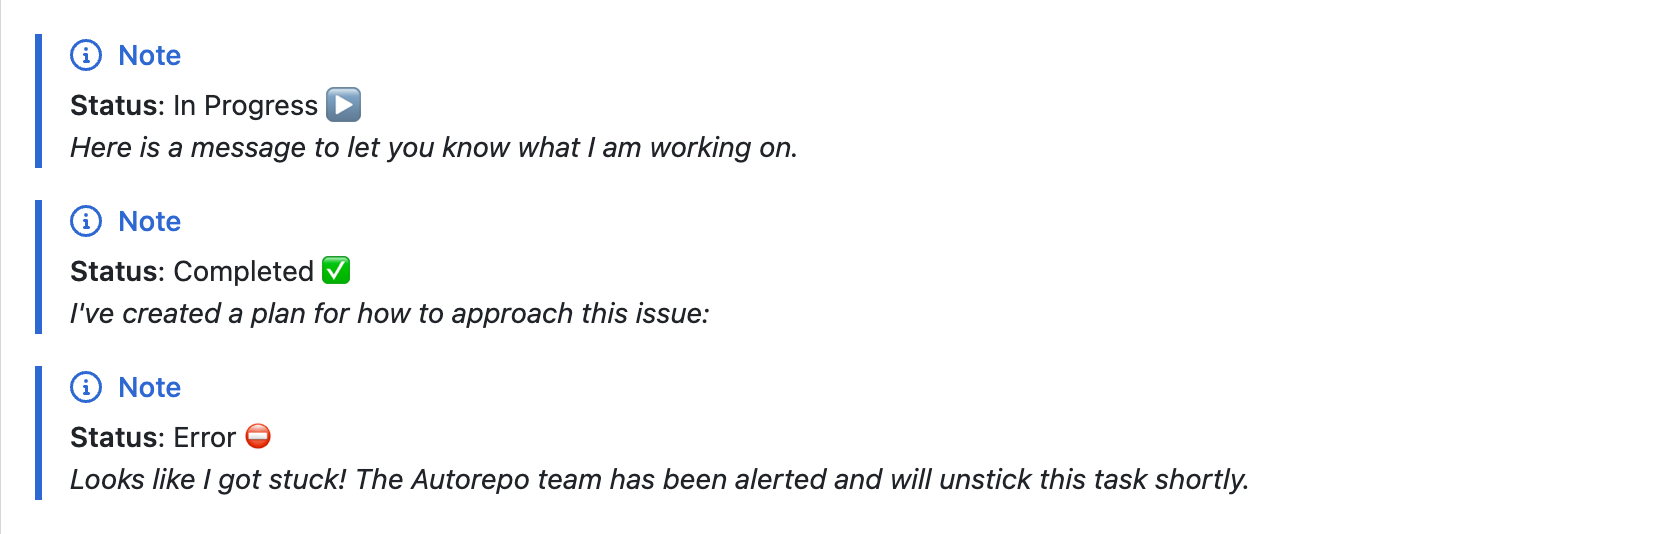 Note
Status: In Progress ▶️
Here is a message to let you know what I am working on.
Note
Status: Completed ✅
I've created a plan for how to approach this issue:
Note
Status: Error ⛔
Looks like I got stuck! The Autorepo team has been alerted and will unstick this task shortly.